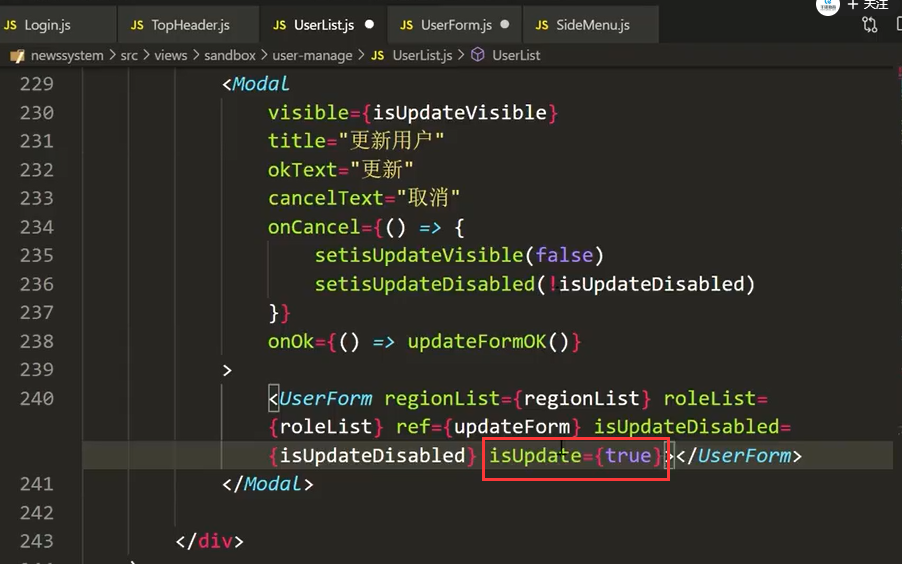 JS Login.js JS TopHeader.js JS UserList.js JS UserForm.js JS SideMenu.js + 关注
newssystem > src > views > sandbox > user-manage > JS UserList.js > UserList
229 <Modal
230 visible={isUpdateVisible}
231 title="更新用户"
232 okText="更新"
233 cancelText="取消"
234 onCancel={() => {
235 setisUpdateVisible(false)
236 setisUpdateDisabled(!isUpdateDisabled)
237 }}
238 onOk={() => updateFormOK()}
239 >
240 <UserForm regionList={regionList} roleList=
{roleList} ref={updateForm} isUpdateDisabled=
{isUpdateDisabled} isUpdate={true}></UserForm>
241 </Modal>
242
243 </div>